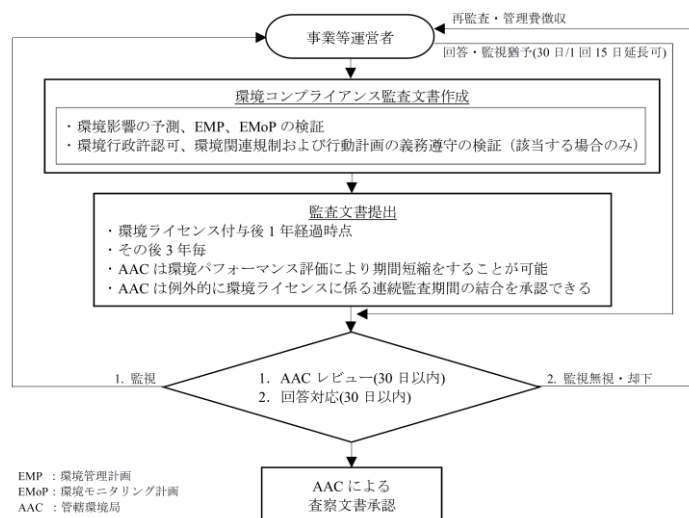 再監査・管理費徴収
事業等運営者
回答・監視猶予(30 日/1 回 15 日延長可)
環境コンプライアンス監査文書作成
・環境影響の予測、EMP、EMoP の検証
・環境行政許認可、環境関連規制および行動計画の義務遵守の検証（該当する場合のみ）
監査文書提出
・環境ライセンス付与後 1 年経過時点
・その後 3 年毎
・AAC は環境パフォーマンス評価により期間短縮をすることが可能
・AAC は例外的に環境ライセンスに係る連続監査期間の結合を承認できる
1. 監視
1. AAC レビュー(30 日以内)
2. 回答対応(30 日以内)
2. 監視無視・却下
EMP ：環境管理計画
EMoP：環境モニタリング計画
AAC ：管轄環境局
AAC による
査察文書承認